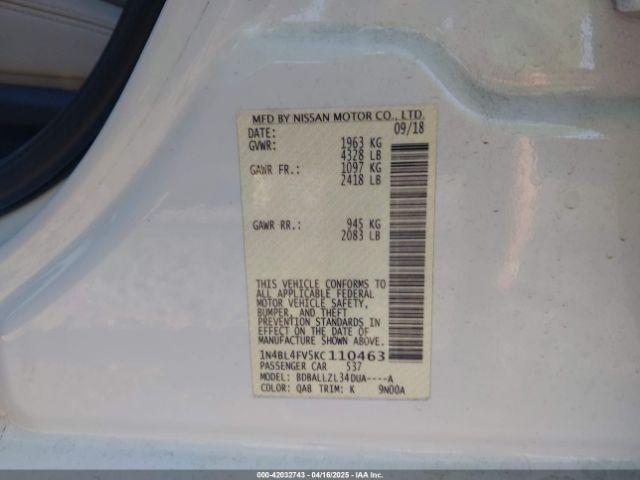 MFD BY NISSAN MOTOR CO., LTD.
DATE: 09/18
GVWR: 1963 KG
4328 LB
GAWR FR.: 1097 KG
2418 LB
GAWR RR.: 945 KG
2083 LB
THIS VEHICLE CONFORMS TO
ALL APPLICABLE FEDERAL
MOTOR VEHICLE SAFETY,
BUMPER, AND THEFT
PREVENTION STANDARDS IN
EFFECT ON THE DATE OF
MANUFACTURE SHOWN ABOVE.
1N4BL4FV5KC110463
PASSENGER CAR 537
MODEL: BDBALLZL34DUA----A
COLOR: QAB TRIM: K 9N00A
000-42032743 - 04/16/2025 - IAAI.COM